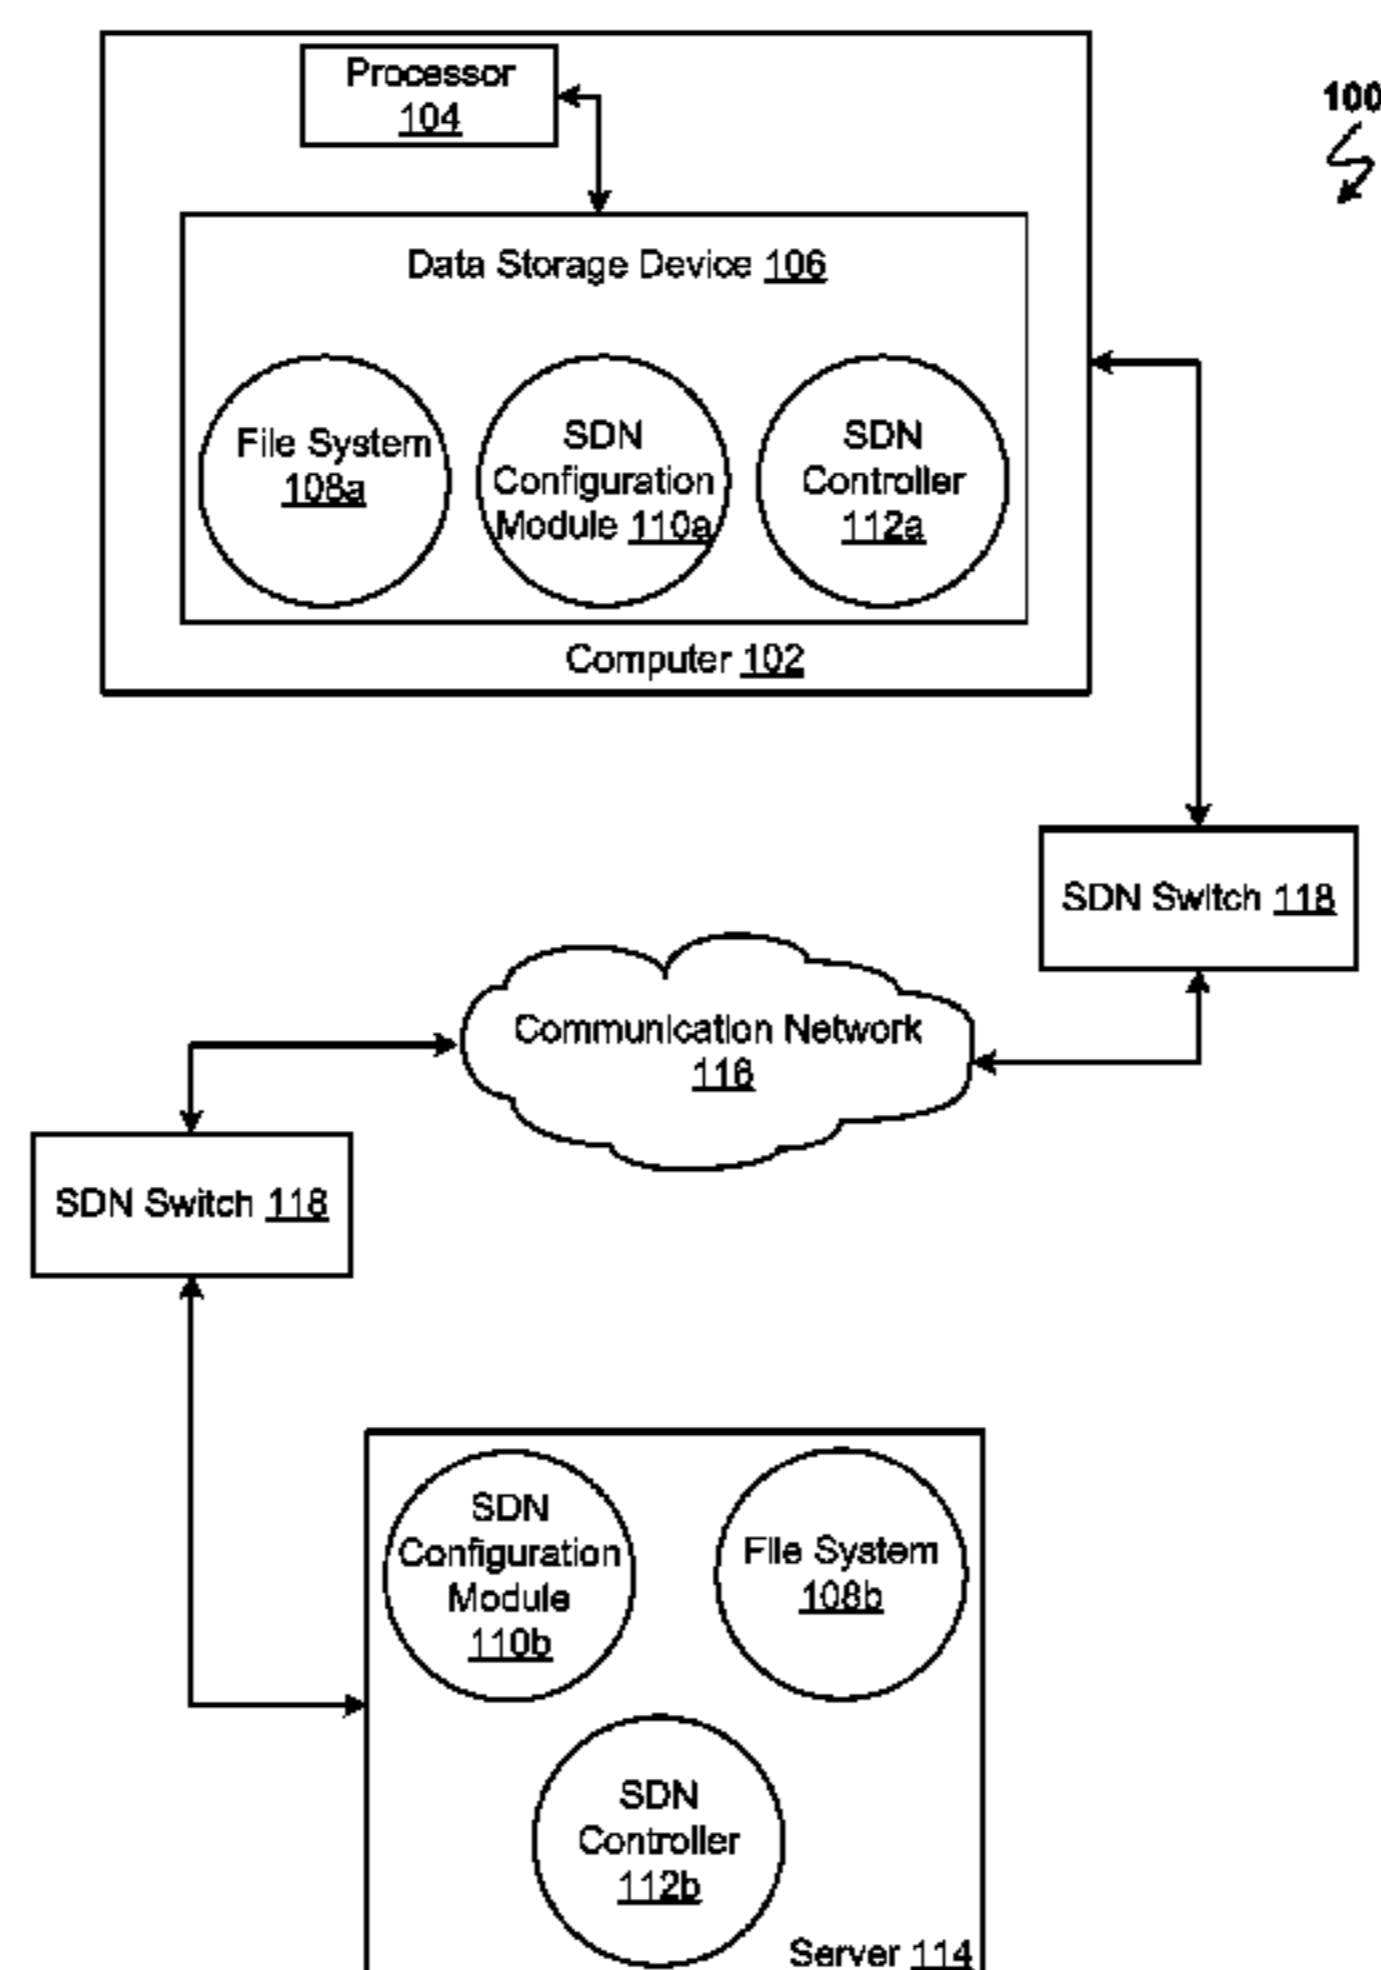 Processor
104
100
Data Storage Device 106
File System
108a
SDN
Configuration
Module 110a
SDN
Controller
112a
Computer 102
SDN Switch 118
Communication Network
116
SDN Switch 118
SDN
Configuration
Module
110b
File System
108b
SDN
Controller
112b
Server 114